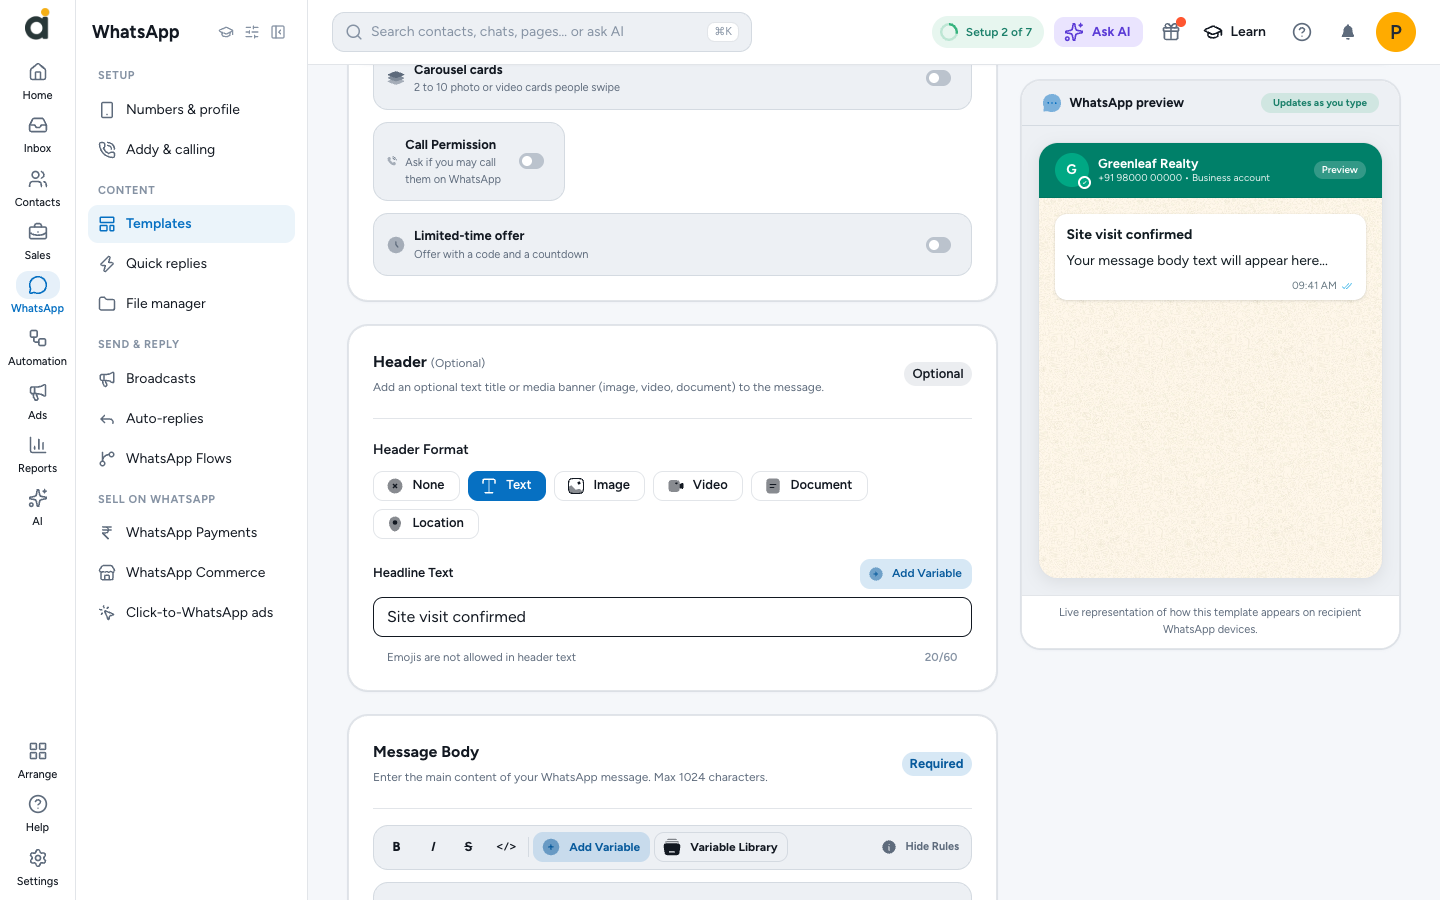 WhatsApp
Search contacts, chats, pages... or ask AI
⌘K
Setup 2 of 7
Ask AI
Learn
P
Home
Inbox
Contacts
Sales
WhatsApp
Automation
Ads
Reports
AI
Arrange
Help
Settings
SETUP
Numbers & profile
Addy & calling
CONTENT
Templates
Quick replies
File manager
SEND & REPLY
Broadcasts
Auto-replies
WhatsApp Flows
SELL ON WHATSAPP
WhatsApp Payments
WhatsApp Commerce
Click-to-WhatsApp ads
Carousel cards
2 to 10 photo or video cards people swipe
Call Permission
Ask if you may call
them on WhatsApp
Limited-time offer
Offer with a code and a countdown
Header (Optional)
Add an optional text title or media banner (image, video, document) to the message.
Optional
Header Format
None
Text
Image
Video
Document
Location
Headline Text
Add Variable
Site visit confirmed
Emojis are not allowed in header text
20/60
Message Body
Enter the main content of your WhatsApp message. Max 1024 characters.
Required
B
I
S
</>
Add Variable
Variable Library
Hide Rules
WhatsApp preview
Updates as you type
G
Greenleaf Realty
+91 98000 00000 • Business account
Preview
Site visit confirmed
Your message body text will appear here...
09:41 AM
Live representation of how this template appears on recipient
WhatsApp devices.